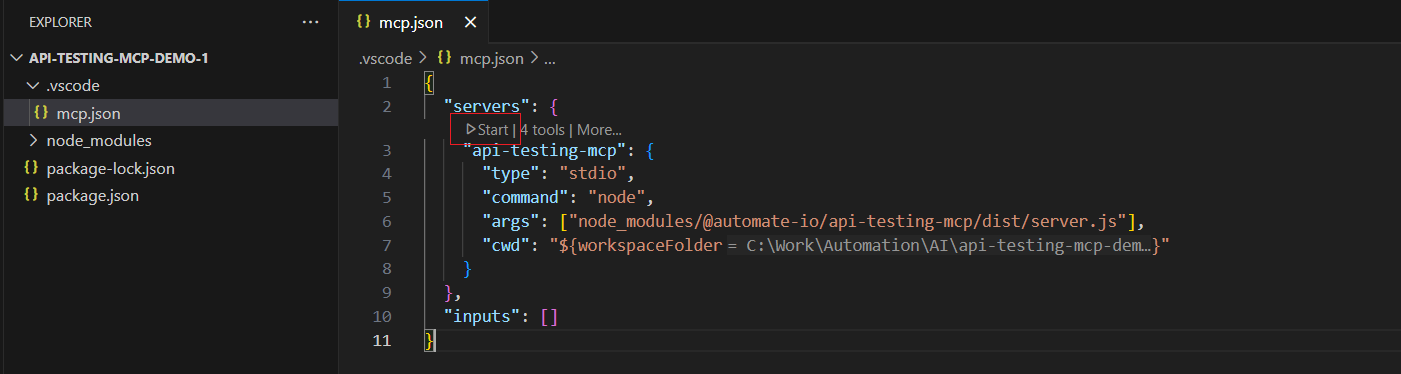 EXPLORER ...
API-TESTING-MCP-DEMO-1
.vscode
{} mcp.json
node_modules
{} package-lock.json
{} package.json
{} mcp.json ×
.vscode > {} mcp.json > ...
1 {
2 "servers": {
Start | 4 tools | More...
3 "api-testing-mcp": {
4 "type": "stdio",
5 "command": "node",
6 "args": ["node_modules/@automate-io/api-testing-mcp/dist/server.js"],
7 "cwd": "${workspaceFolder = C:\Work\Automation\AI\api-testing-mcp-dem…}"
8 }
9 },
10 "inputs": []
11 }